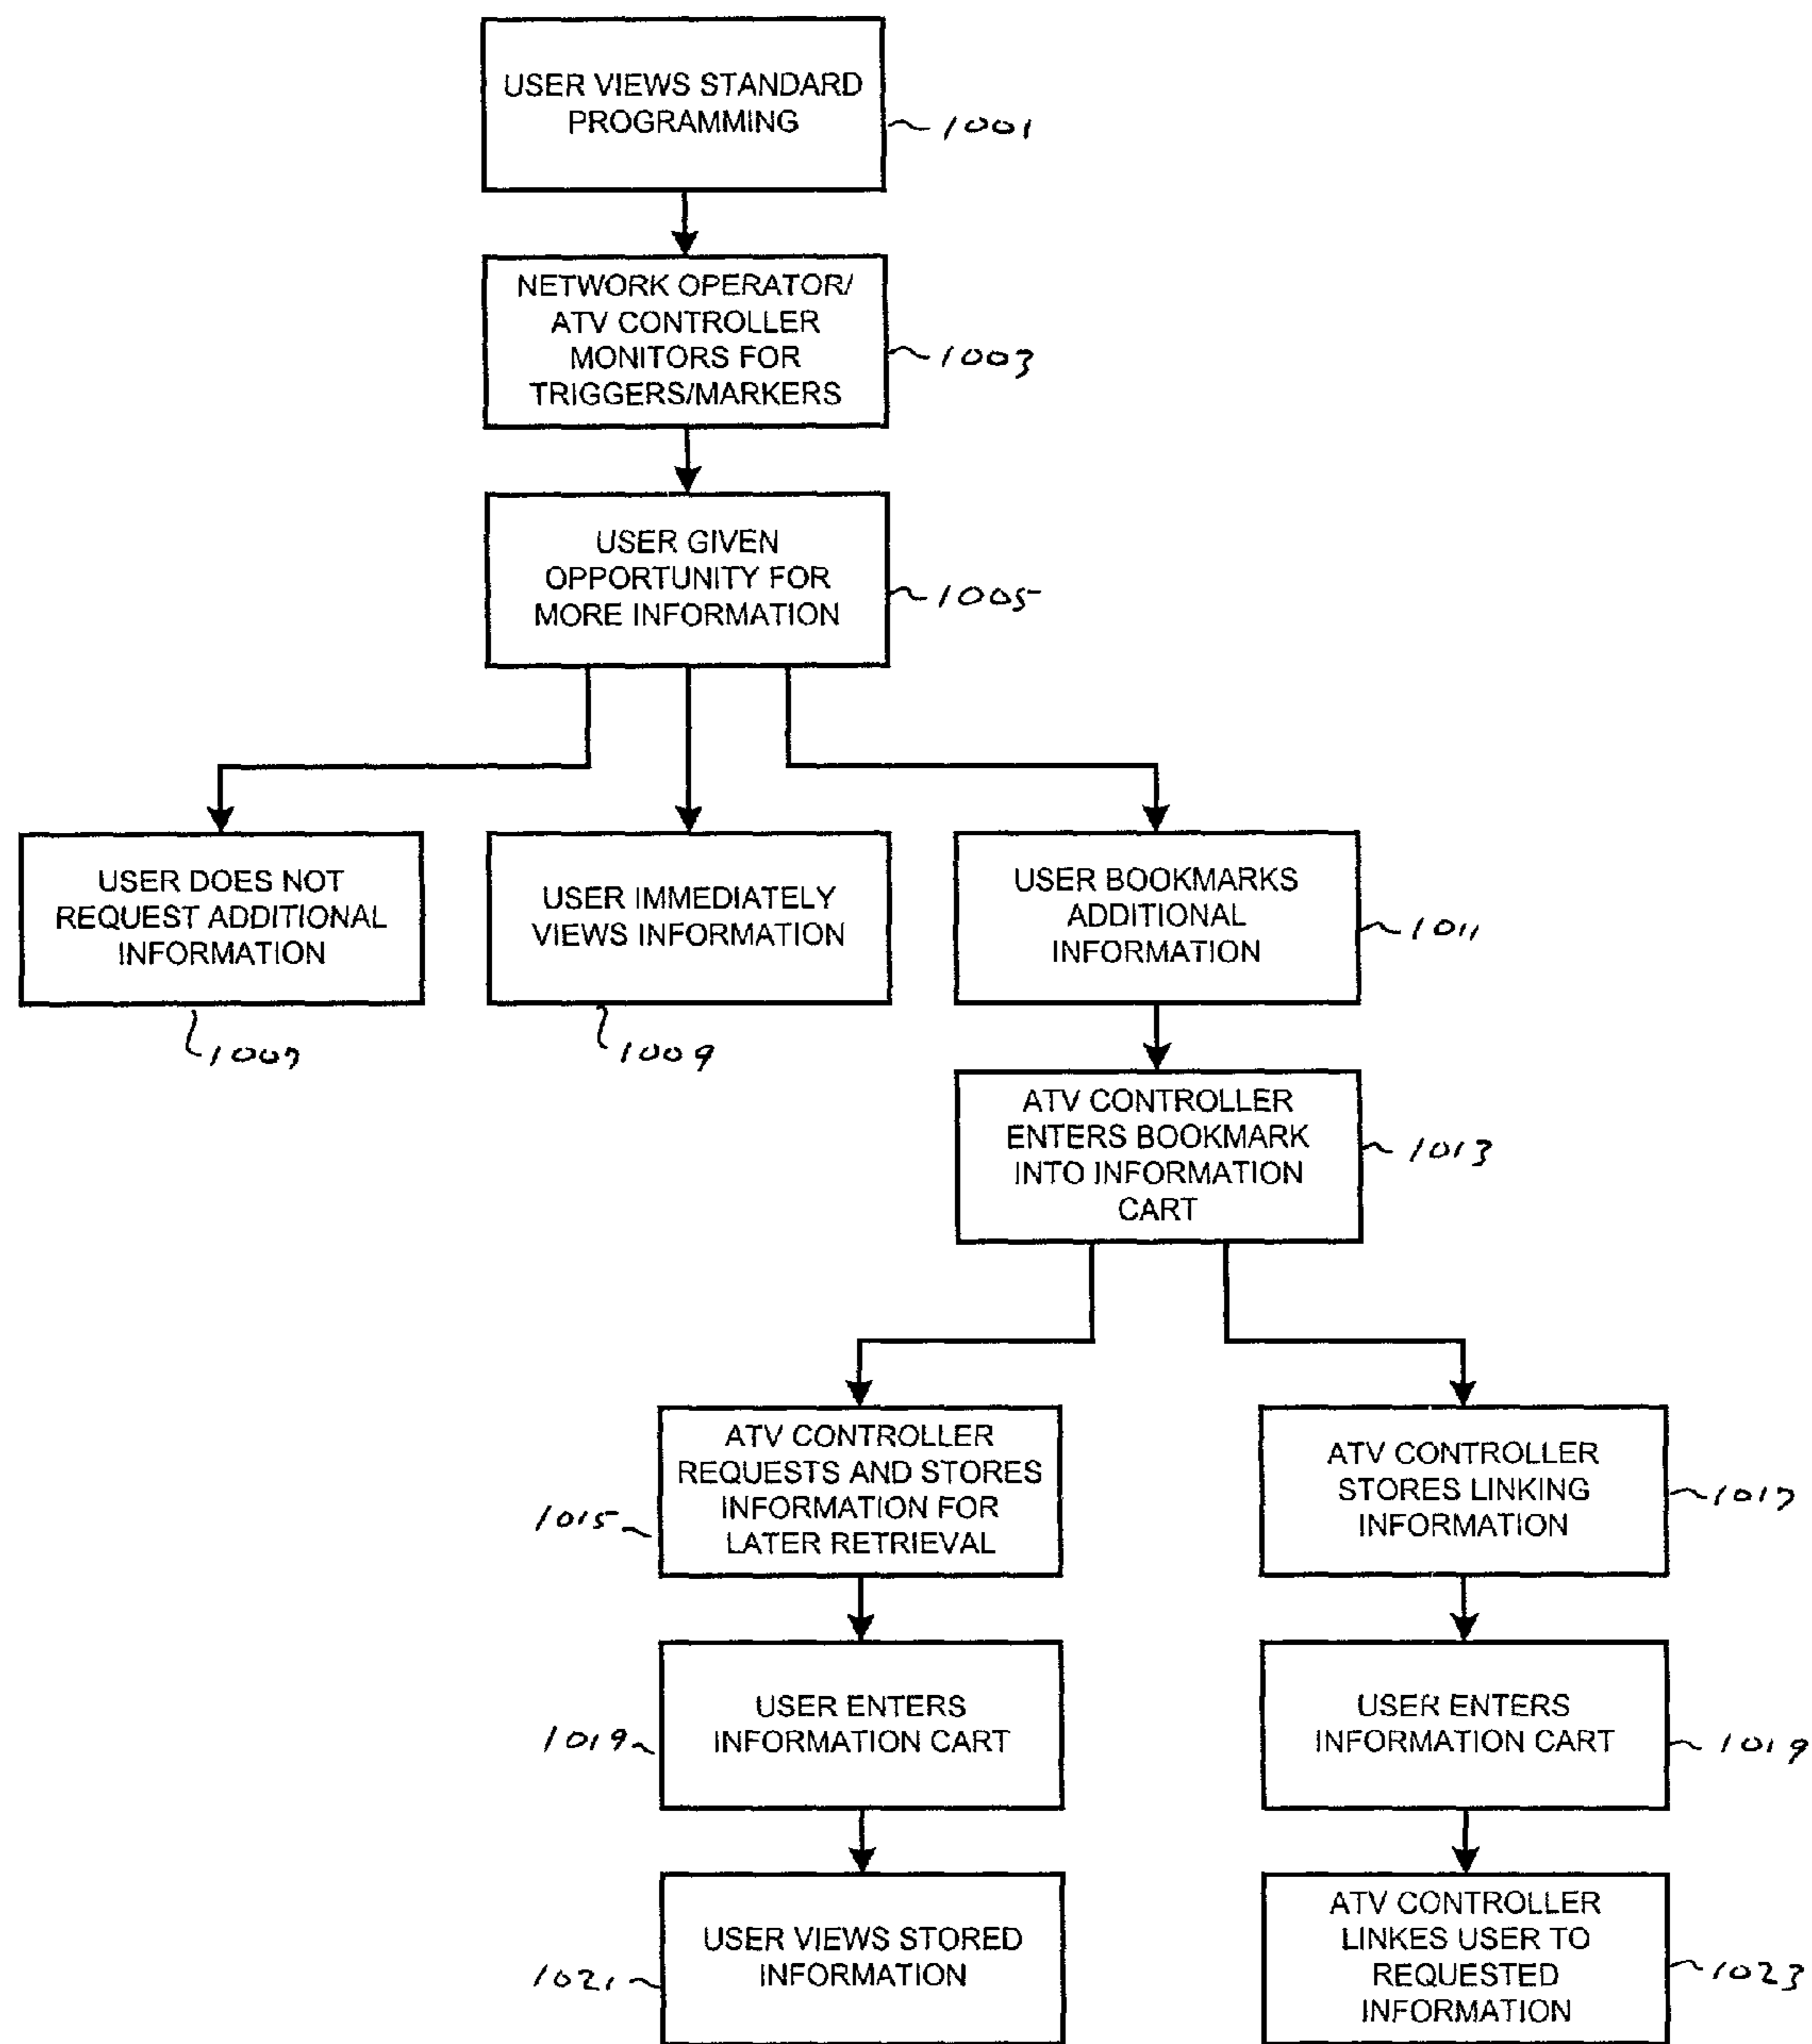 USER VIEWS STANDARD
PROGRAMMING
1001
NETWORK OPERATOR/
ATV CONTROLLER
MONITORS FOR
TRIGGERS/MARKERS
1003
USER GIVEN
OPPORTUNITY FOR
MORE INFORMATION
1005
USER DOES NOT
REQUEST ADDITIONAL
INFORMATION
1007
USER IMMEDIATELY
VIEWS INFORMATION
1009
USER BOOKMARKS
ADDITIONAL
INFORMATION
1011
ATV CONTROLLER
ENTERS BOOKMARK
INTO INFORMATION
CART
1013
ATV CONTROLLER
REQUESTS AND STORES
INFORMATION FOR
LATER RETRIEVAL
1015
ATV CONTROLLER
STORES LINKING
INFORMATION
1017
USER ENTERS
INFORMATION CART
1019
USER ENTERS
INFORMATION CART
1019
USER VIEWS STORED
INFORMATION
1021
ATV CONTROLLER
LINKES USER TO
REQUESTED
INFORMATION
1023